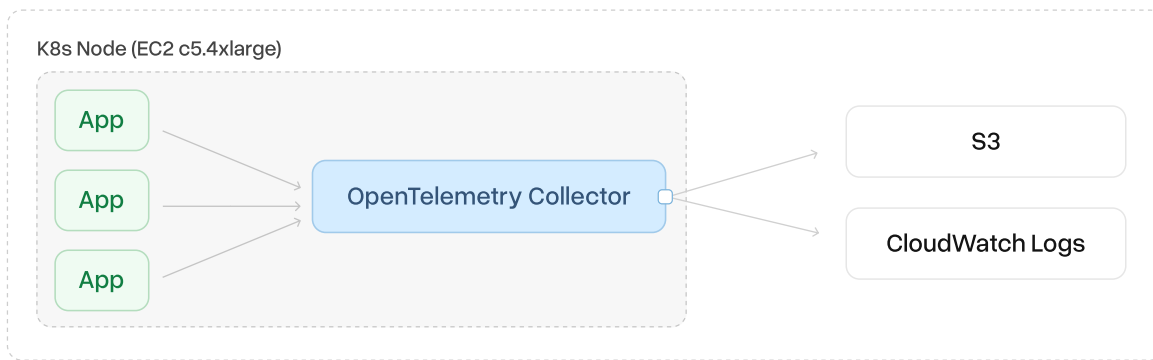 K8s Node (EC2 c5.4xlarge)
App
App
App
OpenTelemetry Collector
S3
CloudWatch Logs